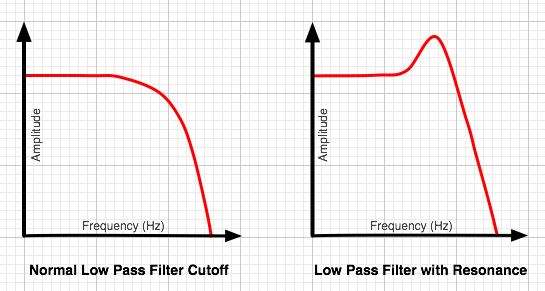 Amplitude
Frequency (Hz)
Normal Low Pass Filter Cutoff
Amplitude
Frequency (Hz)
Low Pass Filter with Resonance